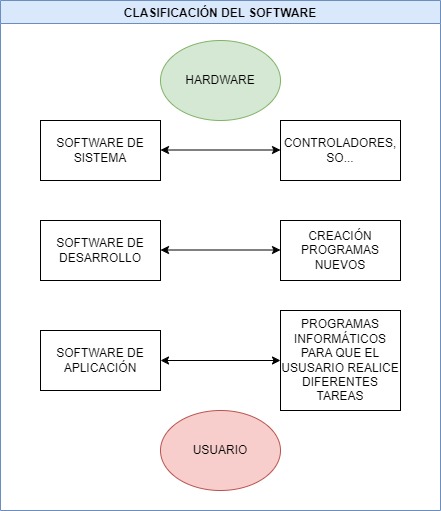 CLASIFICACIÓN DEL SOFTWARE
HARDWARE
SOFTWARE DE
SISTEMA
CONTROLADORES,
SO...
SOFTWARE DE
DESARROLLO
CREACIÓN
PROGRAMAS
NUEVOS
SOFTWARE DE
APLICACIÓN
PROGRAMAS
INFORMÁTICOS
PARA QUE EL
USUSARIO REALICE
DIFERENTES
TAREAS
USUARIO